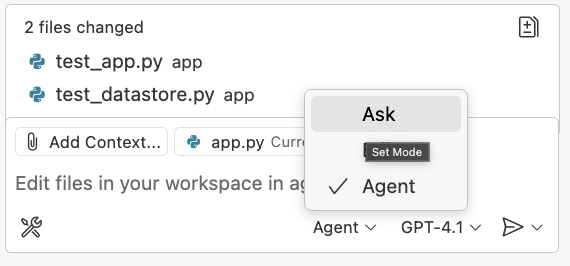 2 files changed
test_app.py app
test_datastore.py app
Ask
Set Mode
Agent
Add Context...
app.py Curre
Edit files in your workspace in ag
Agent
GPT-4.1